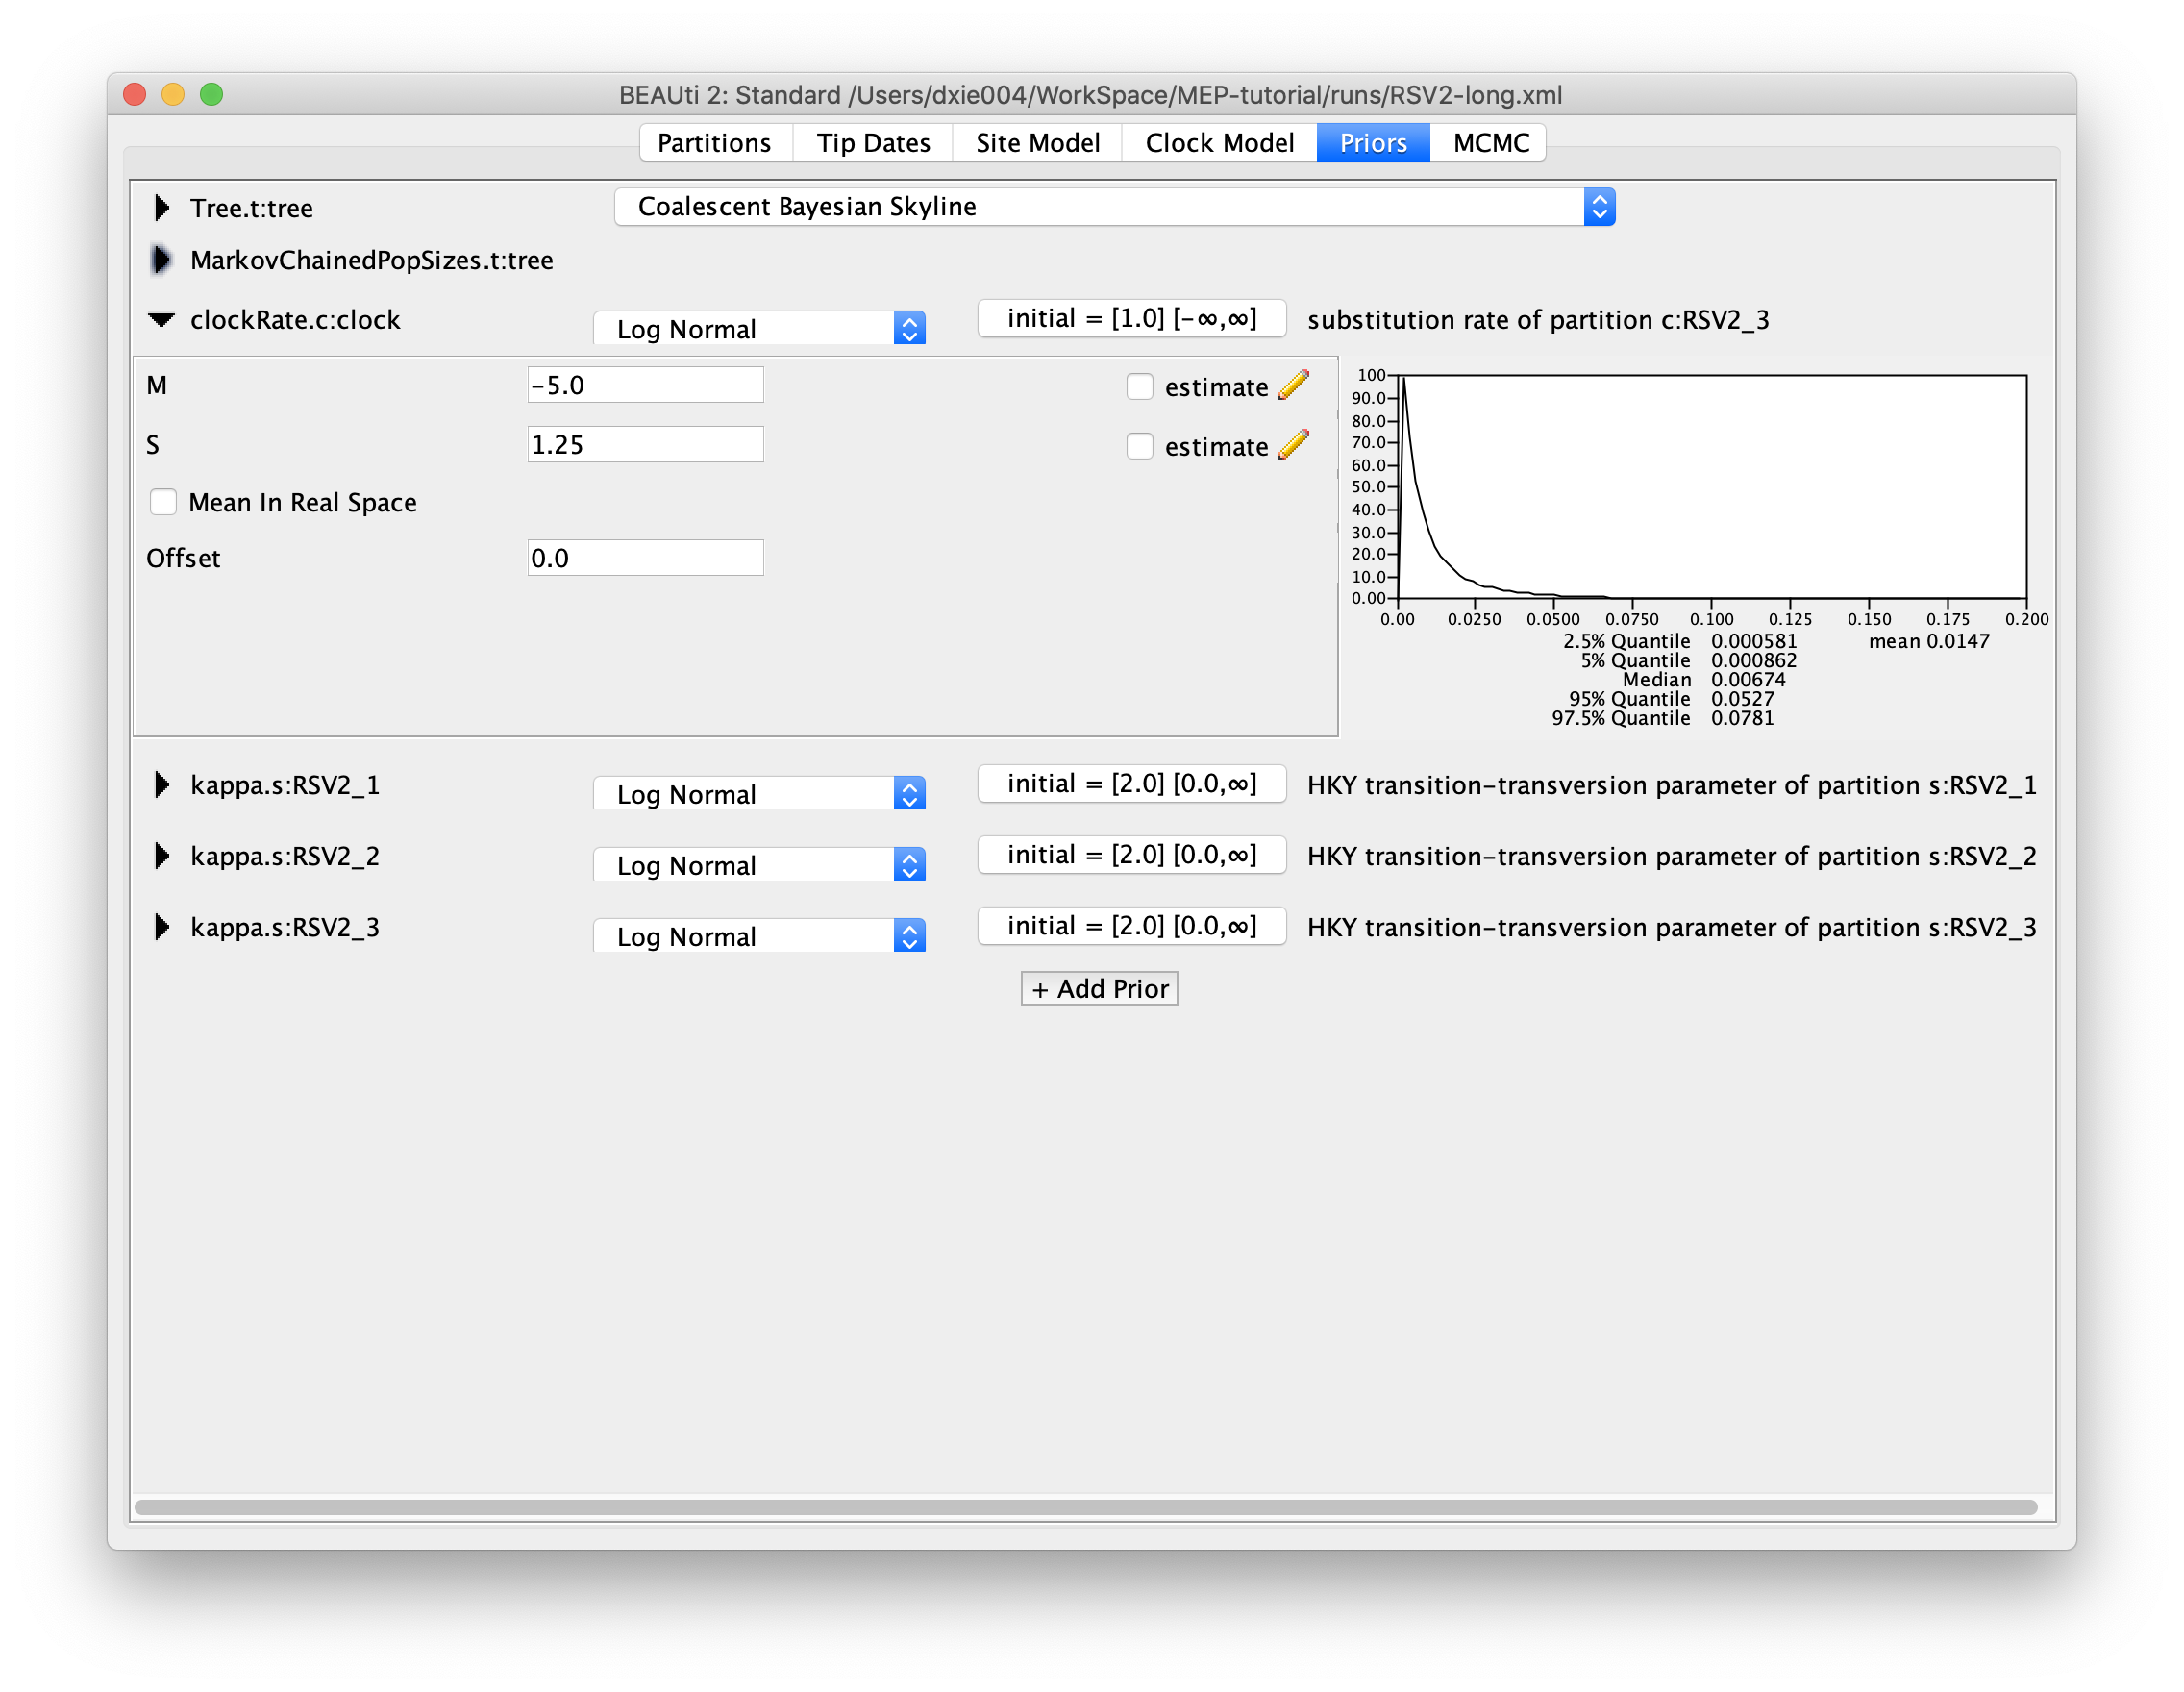 BEAUti 2: Standard /Users/dxie004/WorkSpace/MEP-tutorial/runs/RSV2-long.xml
Partitions Tip Dates Site Model Clock Model Priors MCMC
Tree.t:tree Coalescent Bayesian Skyline
MarkovChainedPopSizes.t:tree
clockRate.c:clock Log Normal initial = [1.0] [-∞,∞] substitution rate of partition c:RSV2_3
M -5.0 estimate
S 1.25 estimate
Mean In Real Space
Offset 0.0
100
90.0
80.0
70.0
60.0
50.0
40.0
30.0
20.0
10.0
0.00
0.00 0.0250 0.0500 0.0750 0.100 0.125 0.150 0.175 0.200
2.5% Quantile 0.000581 mean 0.0147
5% Quantile 0.000862
Median 0.00674
95% Quantile 0.0527
97.5% Quantile 0.0781
kappa.s:RSV2_1 Log Normal initial = [2.0] [0.0,∞] HKY transition-transversion parameter of partition s:RSV2_1
kappa.s:RSV2_2 Log Normal initial = [2.0] [0.0,∞] HKY transition-transversion parameter of partition s:RSV2_2
kappa.s:RSV2_3 Log Normal initial = [2.0] [0.0,∞] HKY transition-transversion parameter of partition s:RSV2_3
+ Add Prior